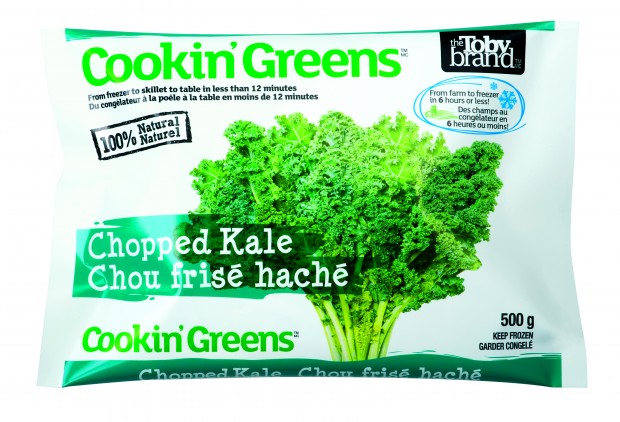 Cookin' Greens TM MC
the Toby brand
From freezer to skillet to table in less than 12 minutes
Du congélateur à la poêle à la table en moins de 12 minutes
From farm to freezer
in 6 hours or less!
Des champs au
congélateur en
6 heures ou moins!
100% Natural
Naturel
Chopped Kale
Chou frisé haché
Cookin' Greens
500 g
KEEP FROZEN
GARDER CONGELÉ
Chopped Kale Chou frisé haché